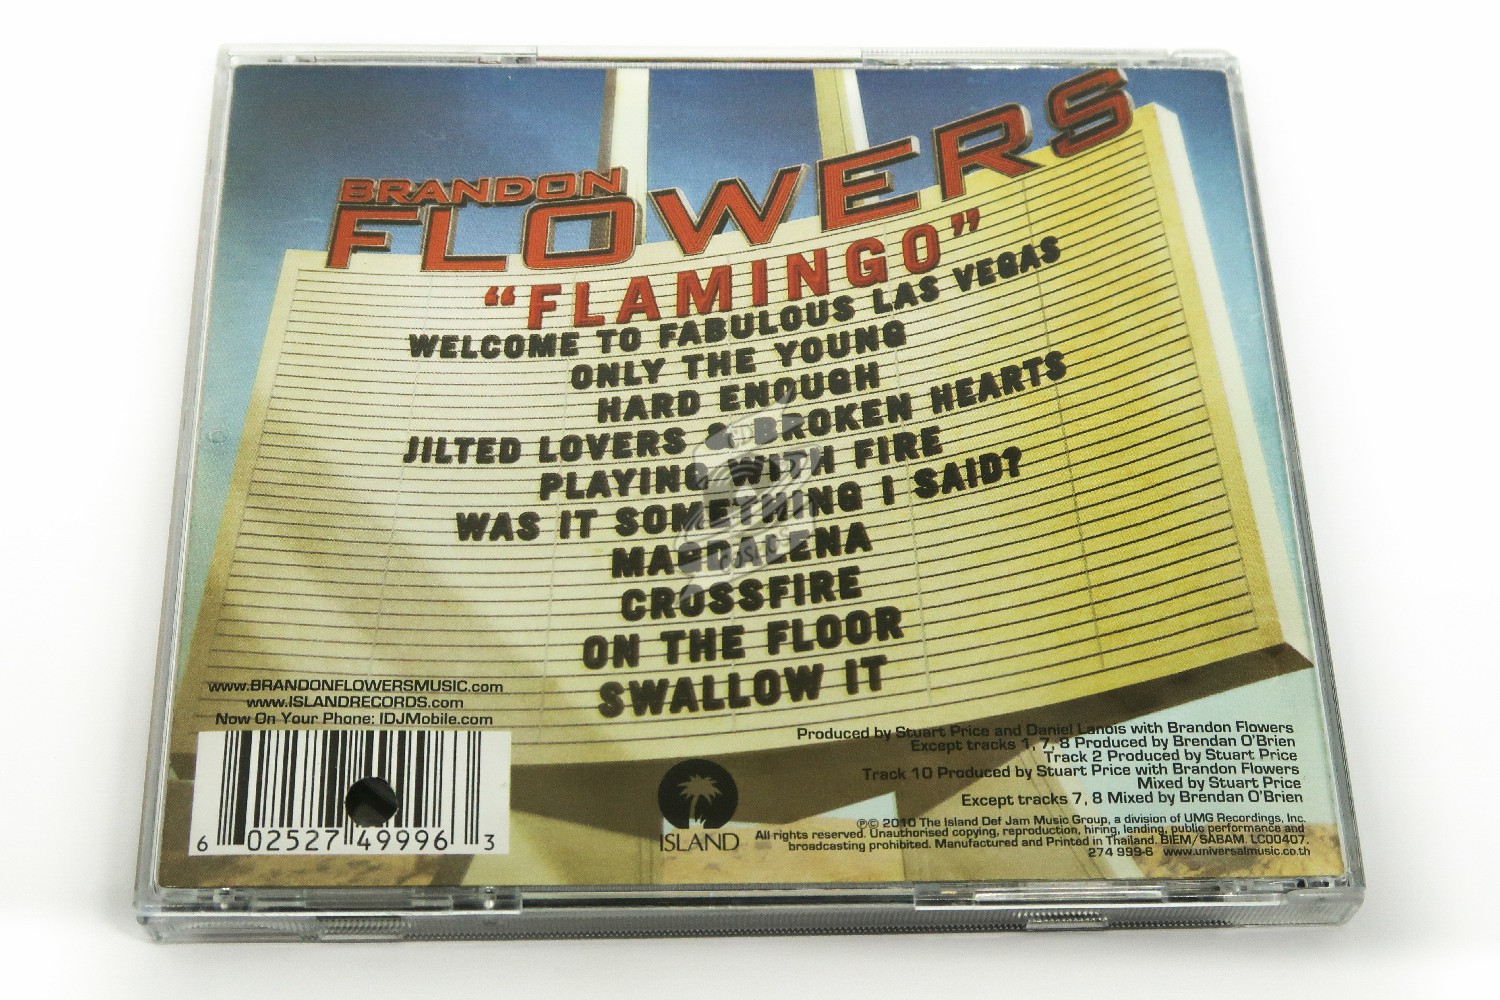 BRANDON
FLOWERS
“FLAMINGO”
WELCOME TO FABULOUS LAS VEGAS
ONLY THE YOUNG
HARD ENOUGH
JILTED LOVERS & BROKEN HEARTS
PLAYING WITH FIRE
WAS IT SOMETHING I SAID?
MAGDALENA
CROSSFIRE
ON THE FLOOR
SWALLOW IT
www.BRANDONFLOWERSMUSIC.com
www.ISLANDRECORDS.com
Now On Your Phone: IDJMobile.com
6 02527 49996 3
ISLAND
Produced by Stuart Price and Daniel Lanois with Brandon Flowers
Except tracks 1, 7, 8 Produced by Brendan O'Brien
Track 2 Produced by Stuart Price
Track 10 Produced by Stuart Price with Brandon Flowers
Mixed by Stuart Price
Except tracks 7, 8 Mixed by Brendan O'Brien
℗© 2010 The Island Def Jam Music Group, a division of UMG Recordings, Inc.
All rights reserved. Unauthorised copying, reproduction, hiring, lending, public performance and
broadcasting prohibited. Manufactured and Printed in Thailand. BIEM/SABAM. LC00407.
274 999-6 www.universalmusic.co.th